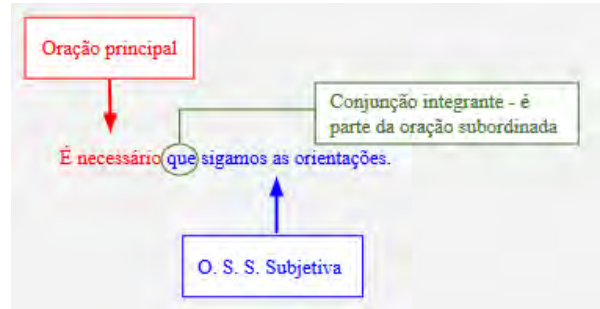 Oração principal
Conjunção integrante - é
parte da oração subordinada
É necessário que sigamos as orientações.
O. S. S. Subjetiva